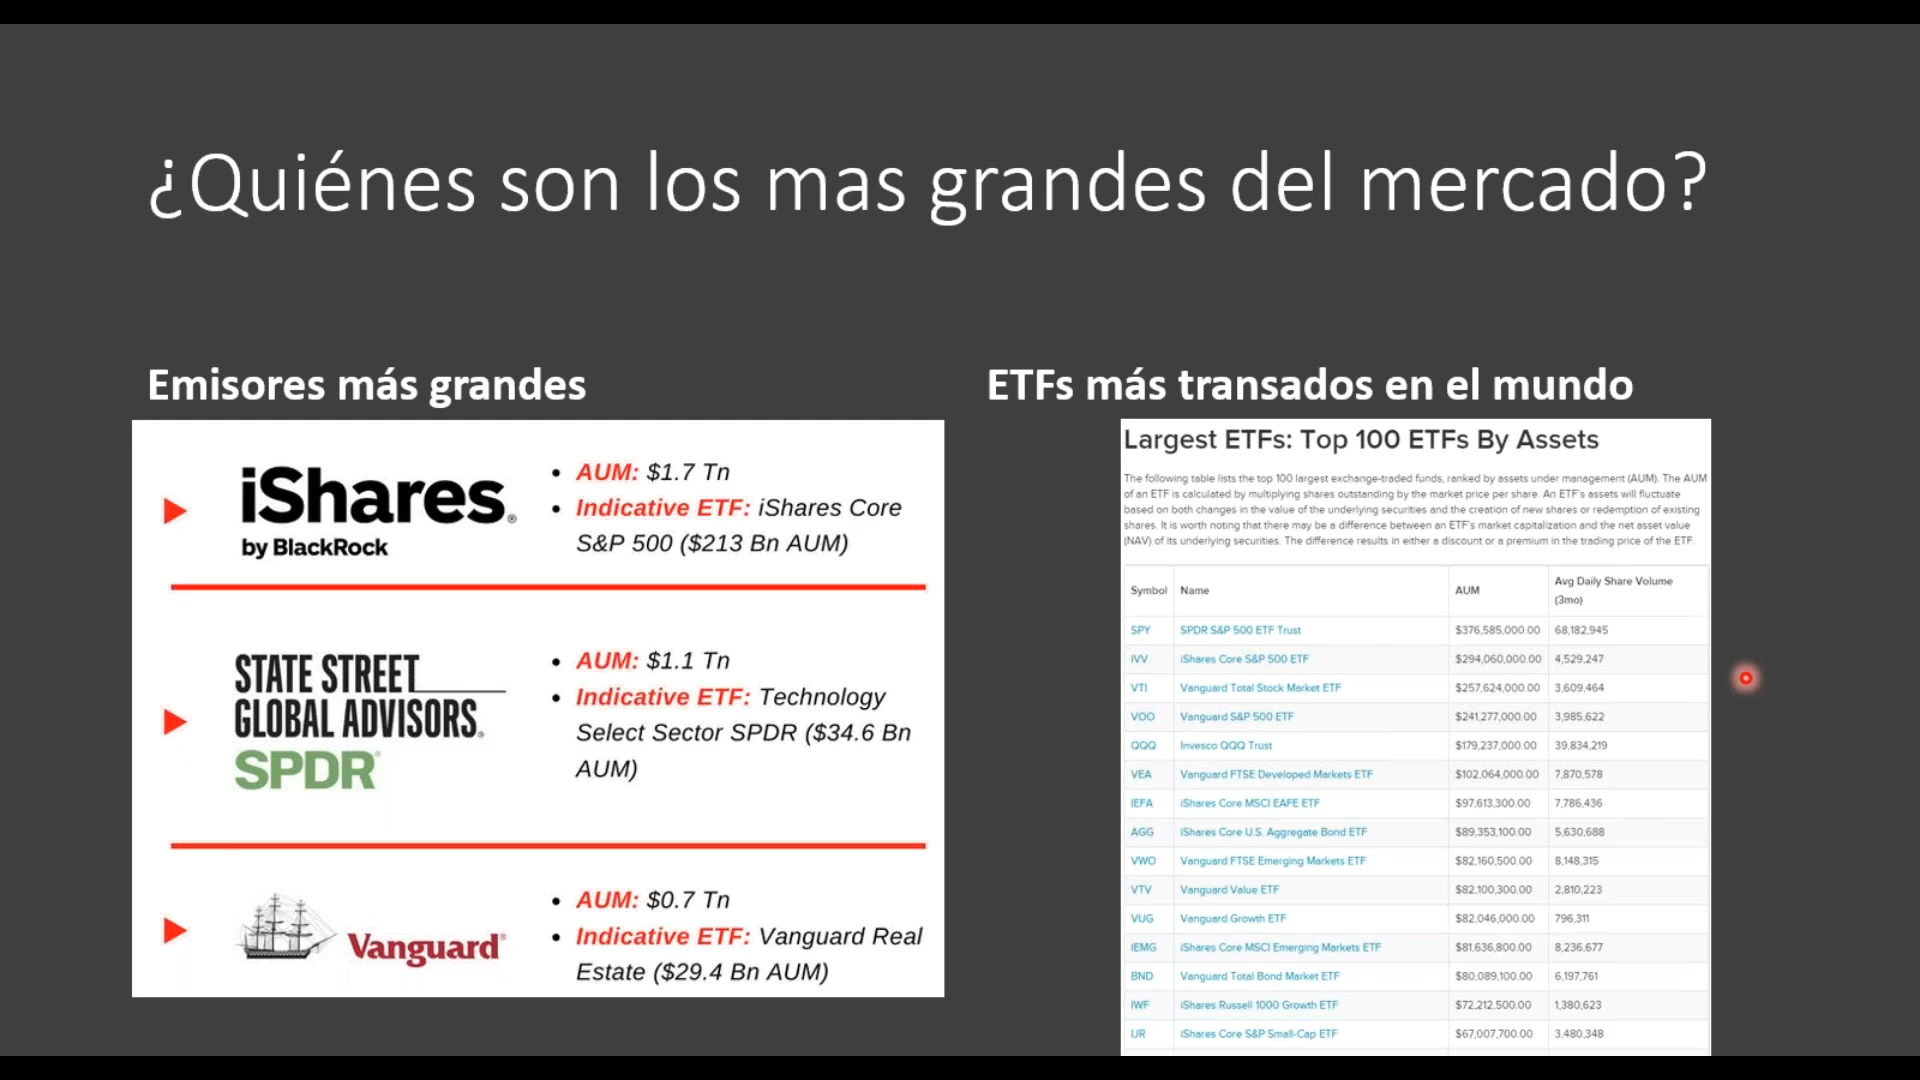 ¿Quiénes son los mas grandes del mercado?
Emisores más grandes
iShares®
by BlackRock
• AUM: $1.7 Tn
• Indicative ETF: iShares Core
S&P 500 ($213 Bn AUM)
STATE STREET
GLOBAL ADVISORS®
SPDR®
• AUM: $1.1 Tn
• Indicative ETF: Technology
Select Sector SPDR ($34.6 Bn
AUM)
Vanguard®
• AUM: $0.7 Tn
• Indicative ETF: Vanguard Real
Estate ($29.4 Bn AUM)
ETFs más transados en el mundo
Largest ETFs: Top 100 ETFs By Assets
The following table lists the top 100 largest exchange-traded funds, ranked by assets under management (AUM). The AUM
of an ETF is calculated by multiplying shares outstanding by the market price per share. An ETF's assets will fluctuate
based on both changes in the value of the underlying securities and the creation of new shares or redemption of existing
shares. It is worth noting that there may be a difference between an ETF's market capitalization and the net asset value
(NAV) of its underlying securities. The difference results in either a discount or a premium in the trading price of the ETF.
Symbol Name AUM Avg Daily Share Volume
(3mo)
SPY SPDR S&P 500 ETF Trust $376,585,000.00 68,182,945
IVV iShares Core S&P 500 ETF $294,060,000.00 4,529,247
VTI Vanguard Total Stock Market ETF $257,624,000.00 3,609,464
VOO Vanguard S&P 500 ETF $241,277,000.00 3,985,622
QQQ Invesco QQQ Trust $179,237,000.00 39,834,219
VEA Vanguard FTSE Developed Markets ETF $102,064,000.00 7,870,578
IEFA iShares Core MSCI EAFE ETF $97,613,300.00 7,786,436
AGG iShares Core U.S. Aggregate Bond ETF $89,353,100.00 5,630,688
VWO Vanguard FTSE Emerging Markets ETF $82,160,500.00 8,148,315
VTV Vanguard Value ETF $82,100,300.00 2,810,223
VUG Vanguard Growth ETF $82,046,000.00 796,311
IEMG iShares Core MSCI Emerging Markets ETF $81,636,800.00 8,236,677
BND Vanguard Total Bond Market ETF $80,089,100.00 6,197,761
IWF iShares Russell 1000 Growth ETF $72,212,500.00 1,380,623
IJR iShares Core S&P Small-Cap ETF $67,007,700.00 3,480,348